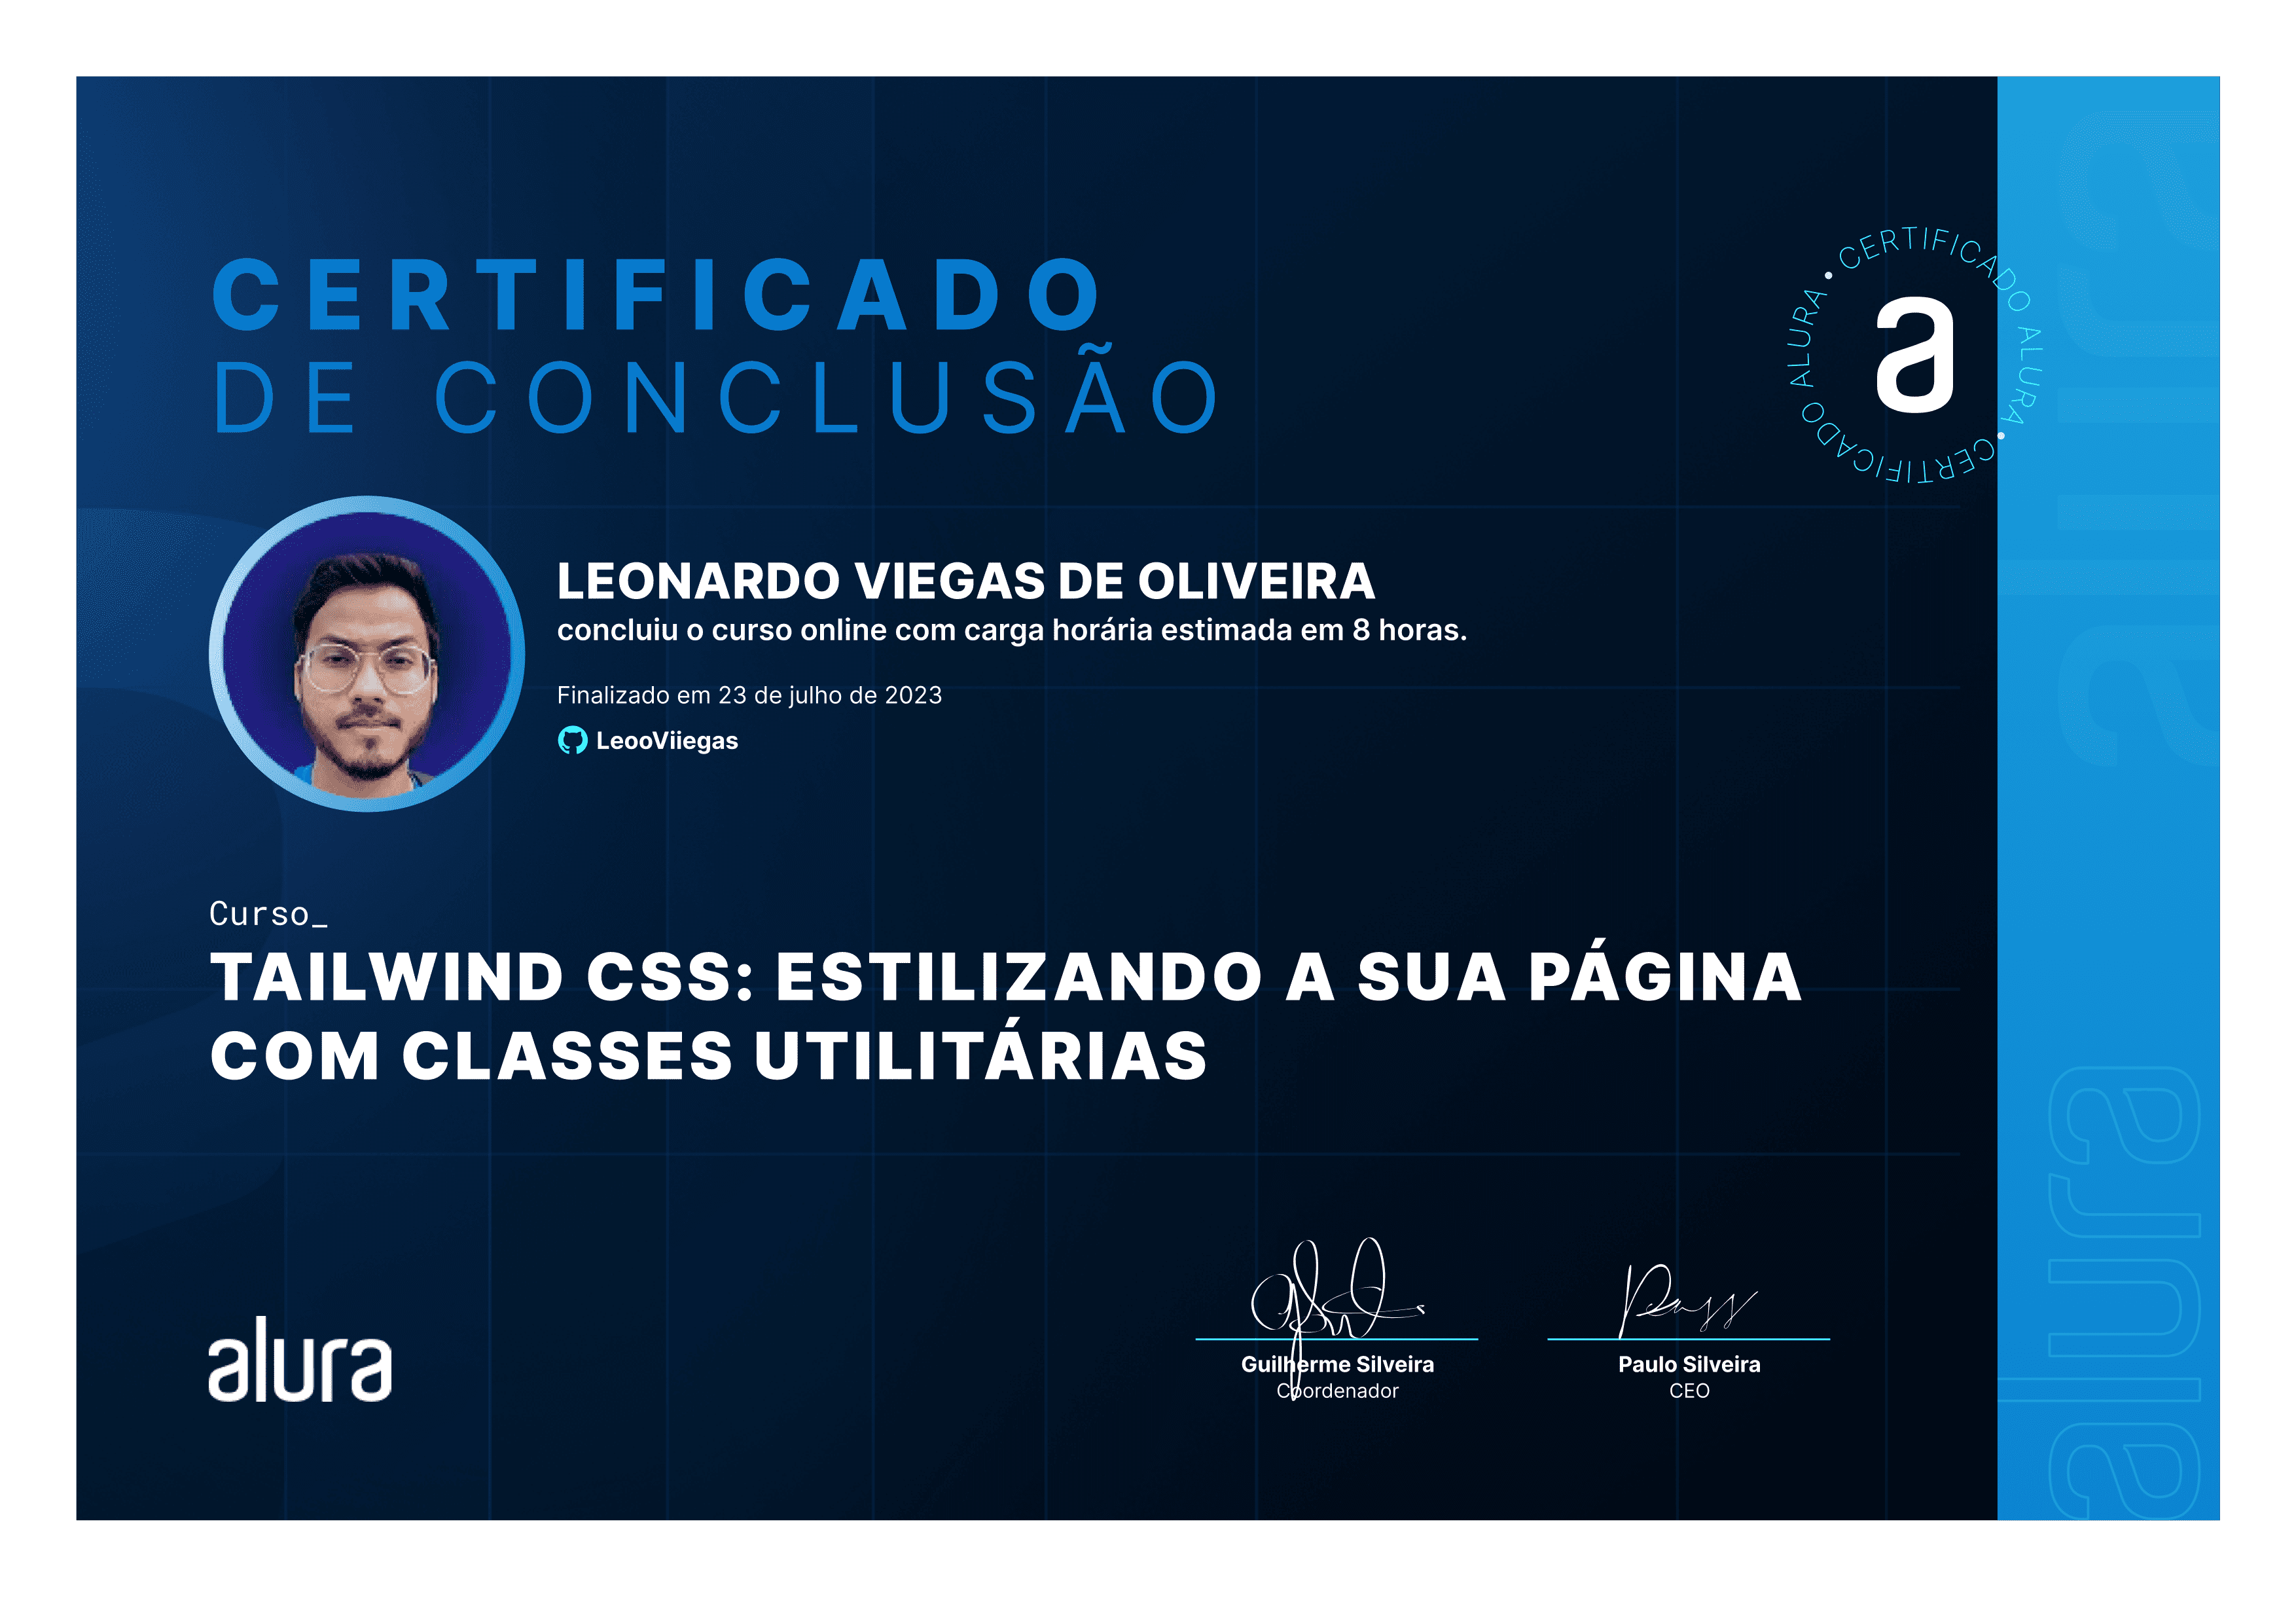 CERTIFICADO
DE CONCLUSÃO
• CERTIFICADO ALURA • CERTIFICADO ALURA
a
LEONARDO VIEGAS DE OLIVEIRA
concluiu o curso online com carga horária estimada em 8 horas.
Finalizado em 23 de julho de 2023
LeooViiegas
Curso_
TAILWIND CSS: ESTILIZANDO A SUA PÁGINA
COM CLASSES UTILITÁRIAS
alura
Guilherme Silveira
Coordenador
Paulo Silveira
CEO
alura